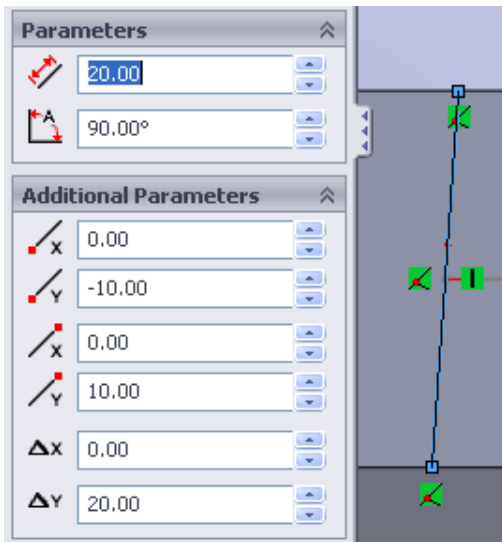 Parameters
20.00
A
90.00°
Additional Parameters
X
0.00
Y
-10.00
X
0.00
Y
10.00
ΔX
0.00
ΔY
20.00